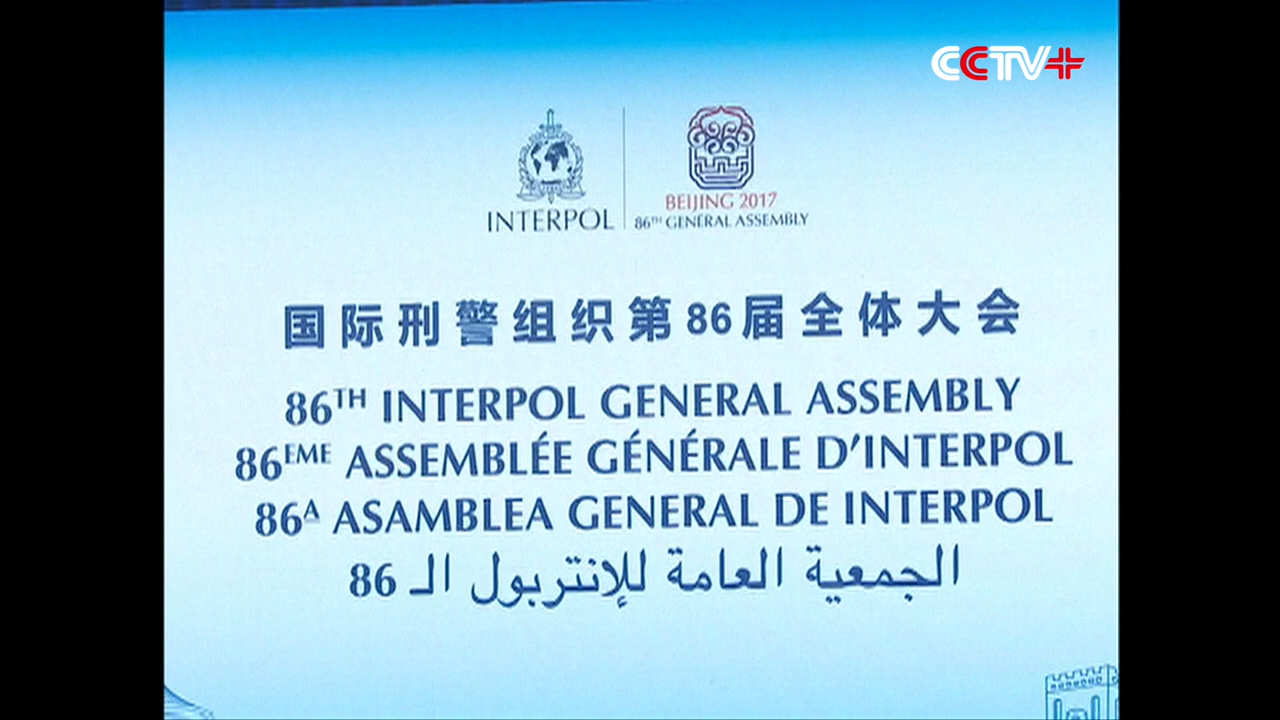 CCTV+
INTERPOL
BEIJING 2017
86TH GENERAL ASSEMBLY
国际刑警组织第86届全体大会
86TH INTERPOL GENERAL ASSEMBLY
86EME ASSEMBLÉE GÉNÉRALE D'INTERPOL
86A ASAMBLEA GENERAL DE INTERPOL
الجمعية العامة للإنتربول الـ 86